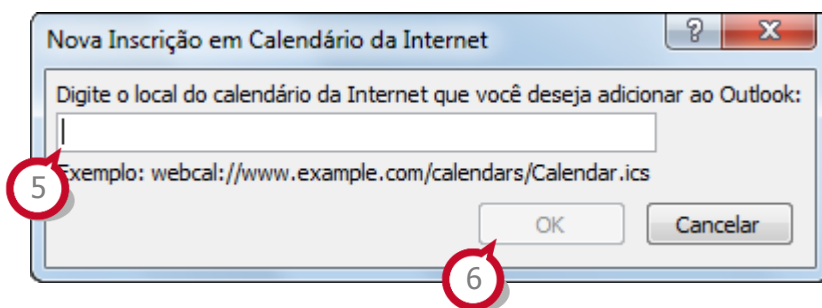 Nova Inscrição em Calendário da Internet
?
Digite o local do calendário da Internet que você deseja adicionar ao Outlook:
5
Exemplo: webcal://www.example.com/calendars/Calendar.ics
OK
Cancelar
6